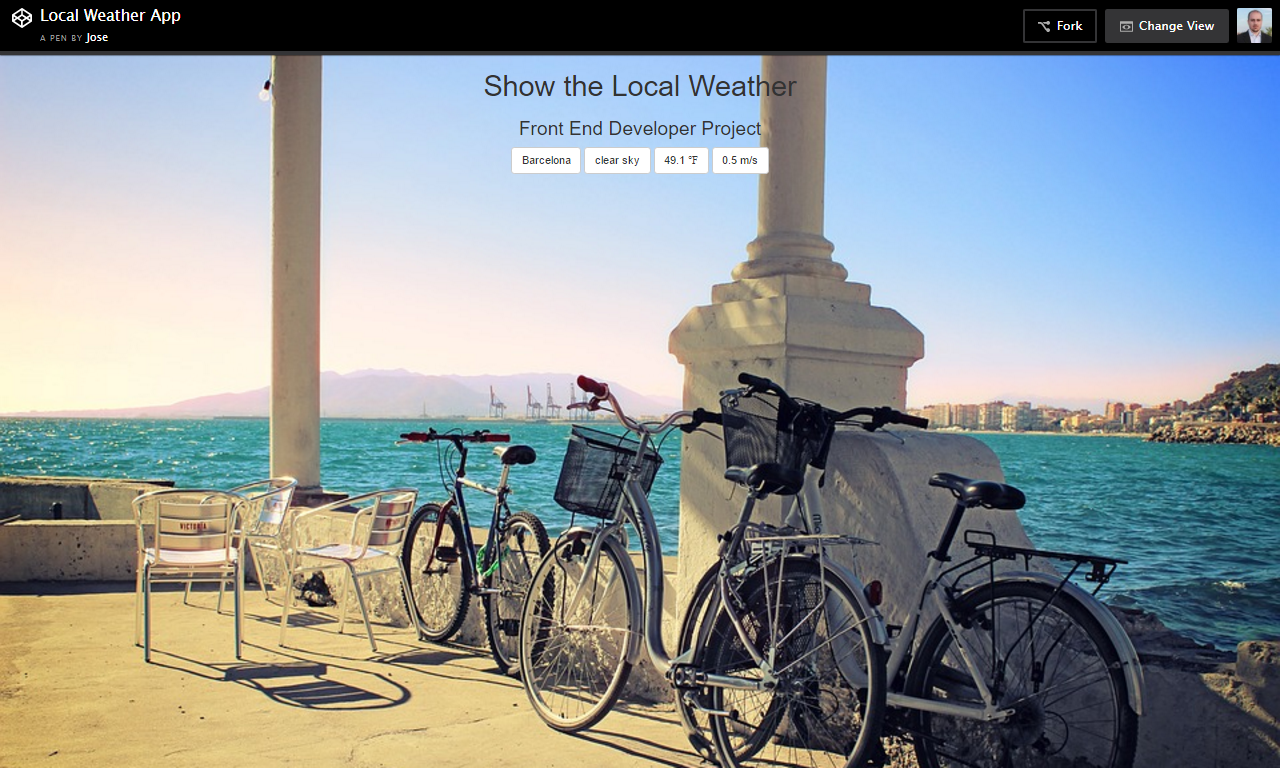 Local Weather App
A PEN BY Jose
Fork
Change View
Show the Local Weather
Front End Developer Project
Barcelona clear sky 49.1 °F 0.5 m/s
VICTORIA